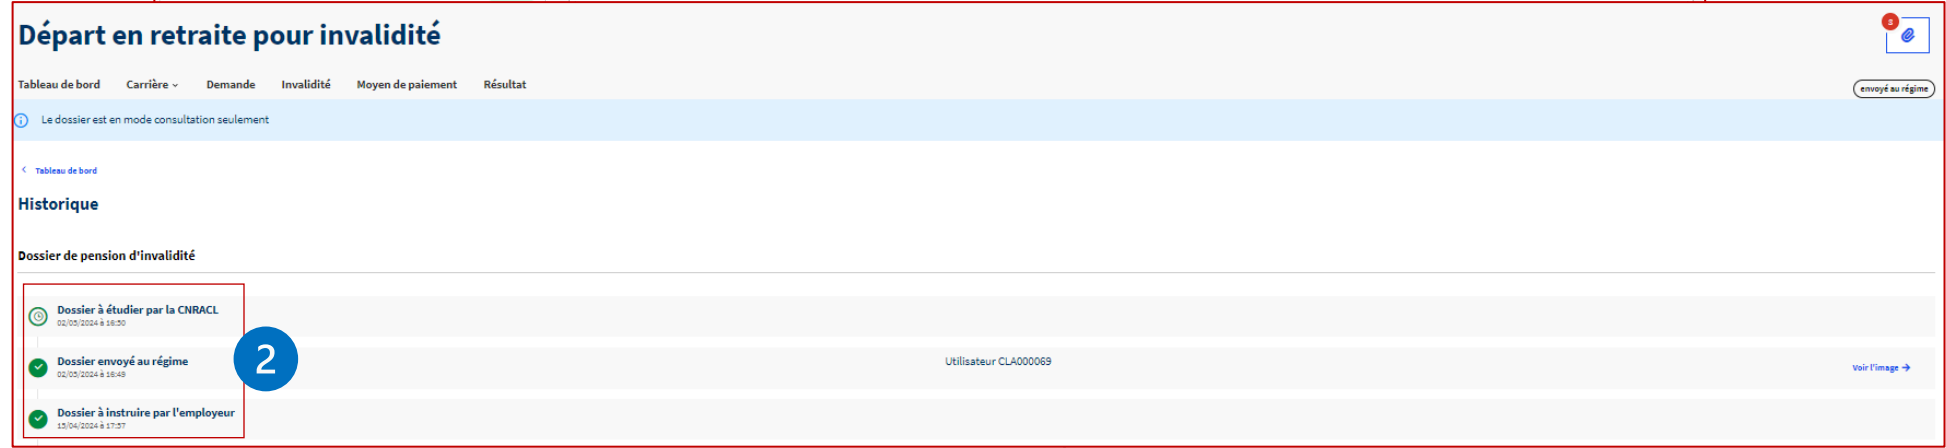 Départ en retraite pour invalidité
8
Tableau de bord Carrière Demande Invalidité Moyen de paiement Résultat
envoyé au régime
Le dossier est en mode consultation seulement
Tableau de bord
Historique
Dossier de pension d'invalidité
Dossier à étudier par la CNRACL
02/05/2024 à 16:50
Dossier envoyé au régime Utilisateur CLA000069
02/05/2024 à 16:49 Voir l'image →
2
Dossier à instruire par l'employeur
15/04/2024 à 17:57